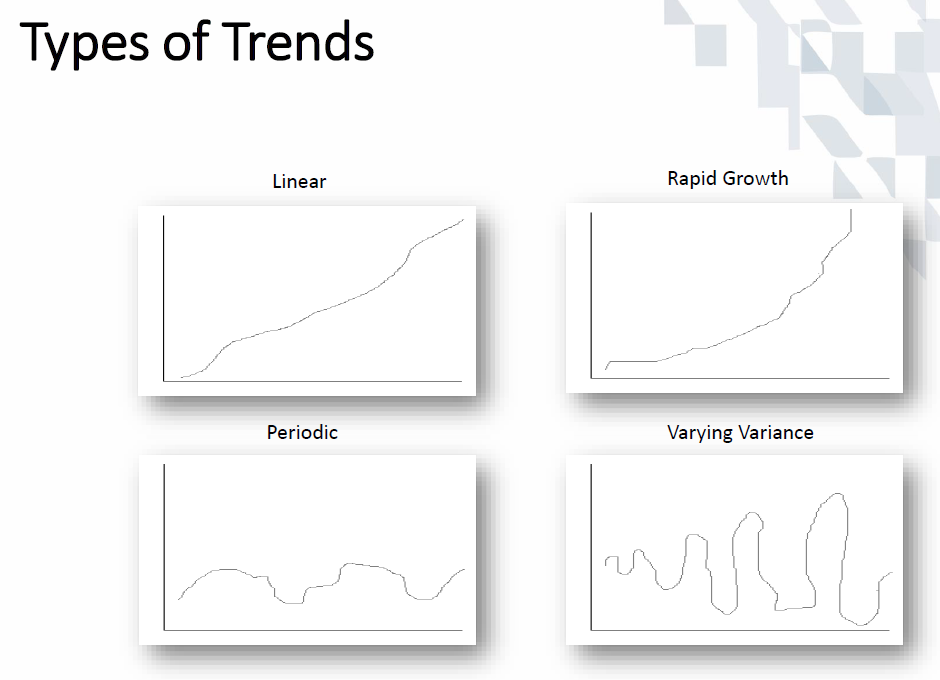 Types of Trends
Linear
Rapid Growth
Periodic
Varying Variance